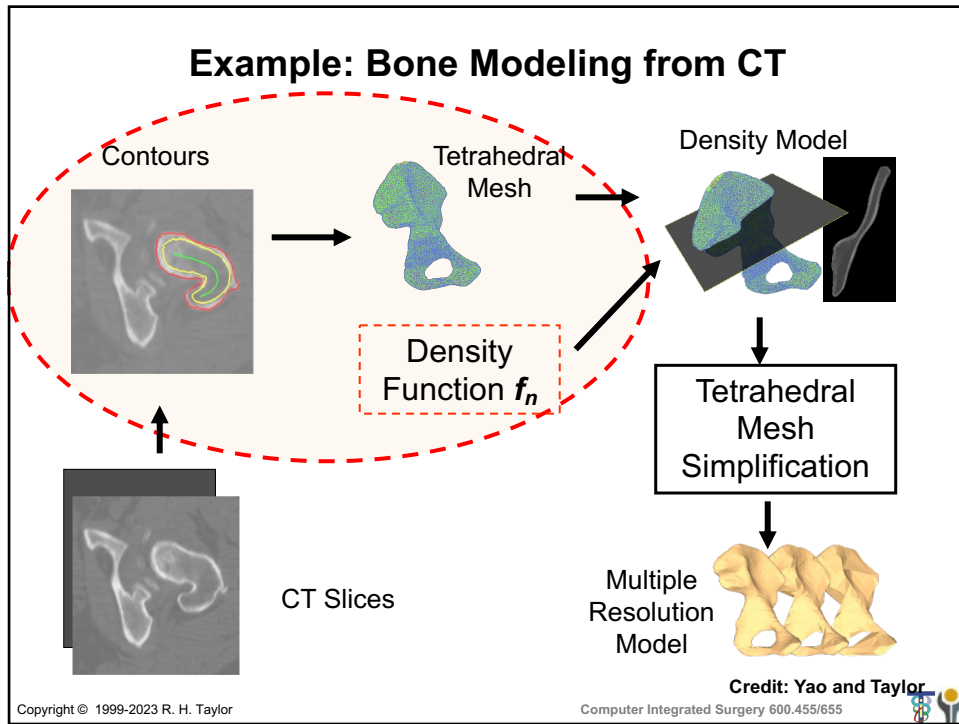 Example: Bone Modeling from CT
Contours
Tetrahedral
Mesh
Density Model
Density
Function fn
Tetrahedral
Mesh
Simplification
CT Slices
Multiple
Resolution
Model
Credit: Yao and Taylor
Copyright © 1999-2023 R. H. Taylor
Computer Integrated Surgery 600.455/655